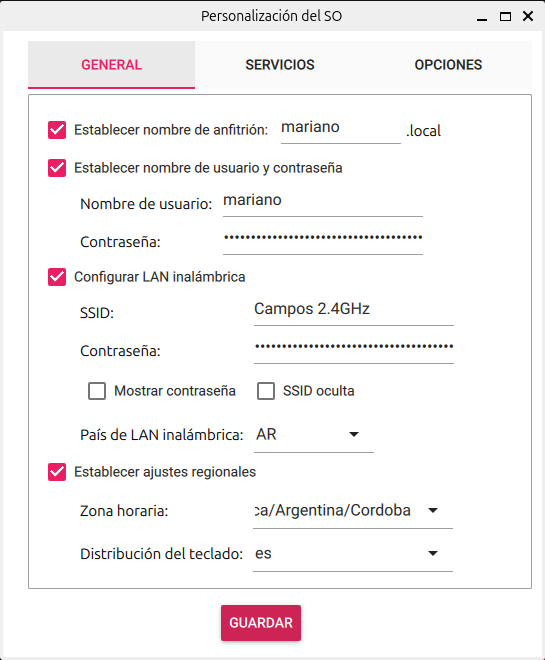 Personalización del SO
GENERAL SERVICIOS OPCIONES
Establecer nombre de anfitrión: mariano .local
Establecer nombre de usuario y contraseña
Nombre de usuario: mariano
Contraseña: •••••••••••••••••••••••••••••••••••••
Configurar LAN inalámbrica
SSID: Campos 2.4GHz
Contraseña: •••••••••••••••••••••••••••••••••••••
Mostrar contraseña SSID oculta
País de LAN inalámbrica: AR
Establecer ajustes regionales
Zona horaria: ca/Argentina/Cordoba
Distribución del teclado: es
GUARDAR